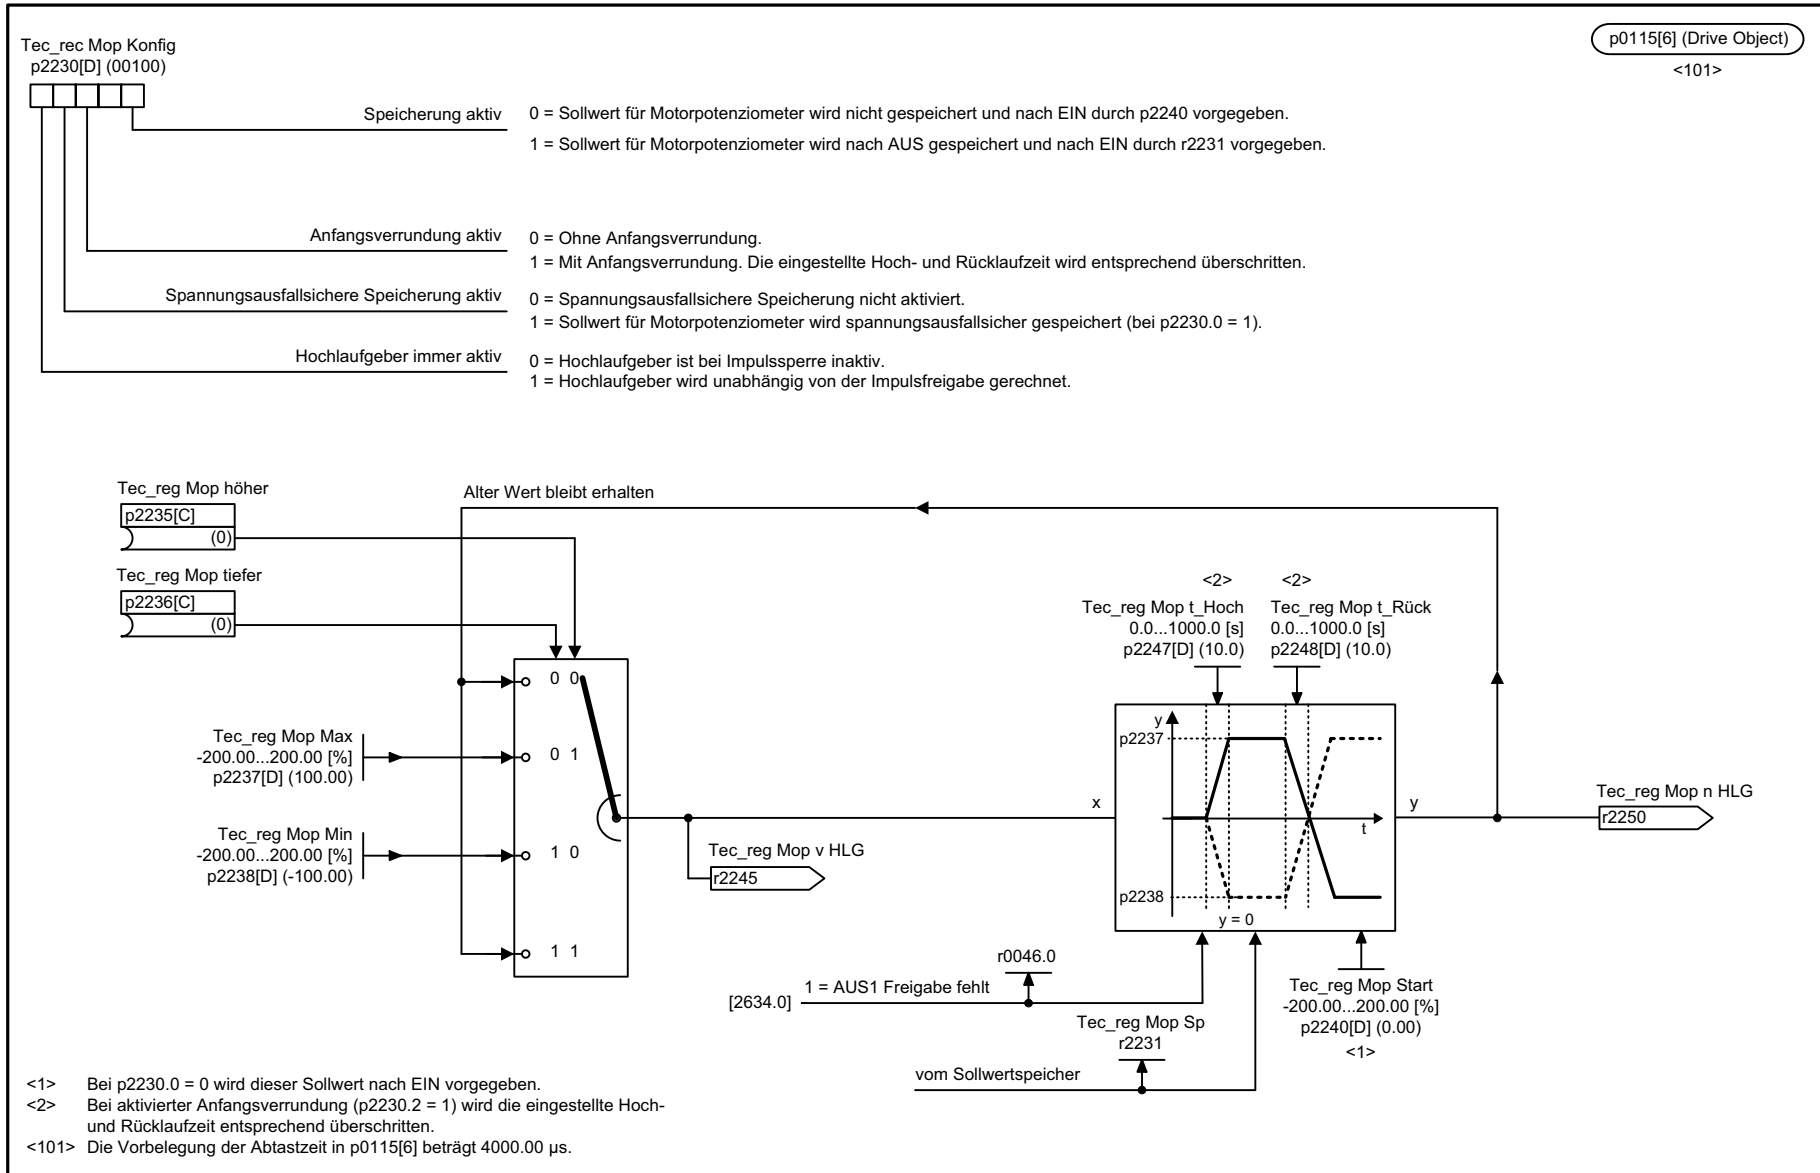 Tec_rec Mop Konfig
p2230[D] (00100)
p0115[6] (Drive Object)
<101>
Speicherung aktiv
0 = Sollwert für Motorpotenziometer wird nicht gespeichert und nach EIN durch p2240 vorgegeben.
1 = Sollwert für Motorpotenziometer wird nach AUS gespeichert und nach EIN durch r2231 vorgegeben.
Anfangsverrundung aktiv
0 = Ohne Anfangsverrundung.
1 = Mit Anfangsverrundung. Die eingestellte Hoch- und Rücklaufzeit wird entsprechend überschritten.
Spannungsausfallsichere Speicherung aktiv
0 = Spannungsausfallsichere Speicherung nicht aktiviert.
1 = Sollwert für Motorpotenziometer wird spannungsausfallsicher gespeichert (bei p2230.0 = 1).
Hochlaufgeber immer aktiv
0 = Hochlaufgeber ist bei Impulssperre inaktiv.
1 = Hochlaufgeber wird unabhängig von der Impulsfreigabe gerechnet.
Tec_reg Mop höher
p2235[C]
(0)
Tec_reg Mop tiefer
p2236[C]
(0)
Alter Wert bleibt erhalten
0 0
0 1
1 0
1 1
Tec_reg Mop Max
-200.00...200.00 [%]
p2237[D] (100.00)
Tec_reg Mop Min
-200.00...200.00 [%]
p2238[D] (-100.00)
Tec_reg Mop v HLG
r2245
<2>
Tec_reg Mop t_Hoch
0.0...1000.0 [s]
p2247[D] (10.0)
<2>
Tec_reg Mop t_Rück
0.0...1000.0 [s]
p2248[D] (10.0)
x
y
p2237
t
p2238
y = 0
y
Tec_reg Mop n HLG
r2250
[2634.0]
1 = AUS1 Freigabe fehlt
r0046.0
Tec_reg Mop Sp
r2231
vom Sollwertspeicher
Tec_reg Mop Start
-200.00...200.00 [%]
p2240[D] (0.00)
<1>
<1> Bei p2230.0 = 0 wird dieser Sollwert nach EIN vorgegeben.
<2> Bei aktivierter Anfangsverrundung (p2230.2 = 1) wird die eingestellte Hoch-
und Rücklaufzeit entsprechend überschritten.
<101> Die Vorbelegung der Abtastzeit in p0115[6] beträgt 4000.00 µs.